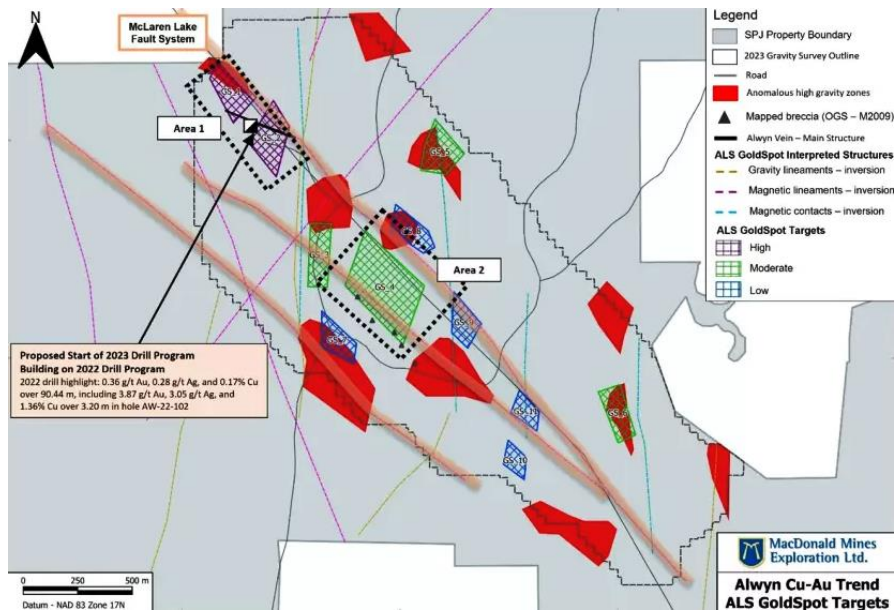 McLaren Lake
Fault System
N
Area 1
Area 2
GS_1
GS_2
GS_4
GS_10
Proposed Start of 2023 Drill Program
Building on 2022 Drill Program
2022 drill highlight: 0.36 g/t Au, 0.28 g/t Ag, and 0.17% Cu
over 90.44 m, including 3.87 g/t Au, 3.05 g/t Ag, and
1.36% Cu over 3.20 m in hole AW-22-102
0 250 500 m
Datum - NAD 83 Zone 17N
Legend
SPJ Property Boundary
2023 Gravity Survey Outline
Road
Anomalous high gravity zones
Mapped breccia (OGS – M2009)
Alwyn Vein – Main Structure
ALS GoldSpot Interpreted Structures
Gravity lineaments – inversion
Magnetic lineaments – inversion
Magnetic contacts – inversion
ALS GoldSpot Targets
High
Moderate
Low
MacDonald Mines
Exploration Ltd.
Alwyn Cu-Au Trend
ALS GoldSpot Targets